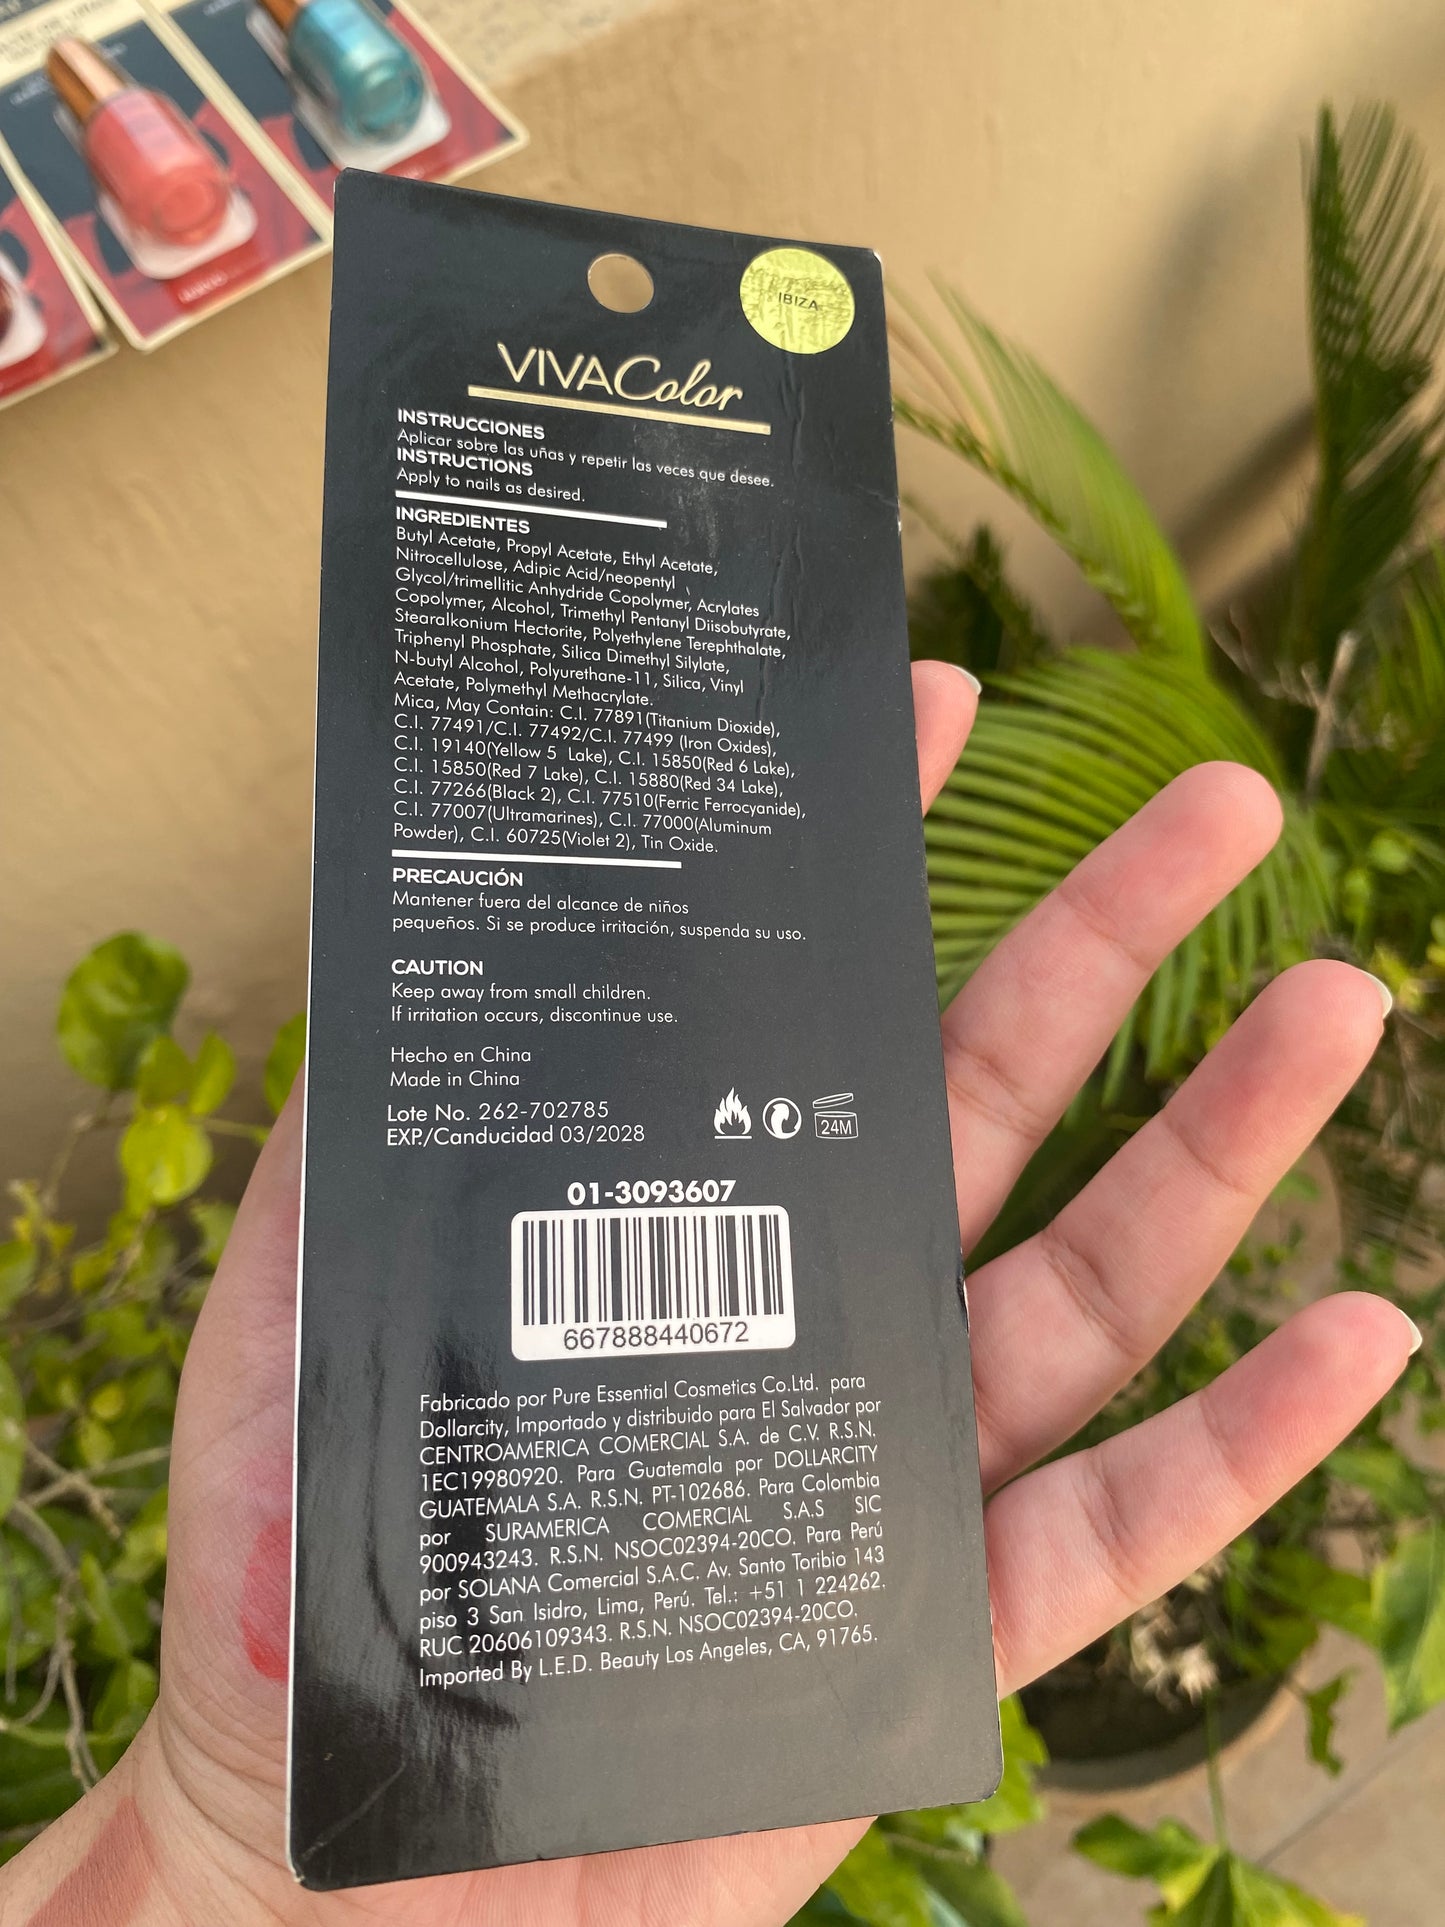 IBIZA
VIVAColor
INSTRUCCIONES
Aplicar sobre las uñas y repetir las veces que desee.
INSTRUCTIONS
Apply to nails as desired.
INGREDIENTES
Butyl Acetate, Propyl Acetate, Ethyl Acetate,
Nitrocellulose, Adipic Acid/neopentyl
Glycol/trimellitic Anhydride Copolymer, Acrylates
Copolymer, Alcohol, Trimethyl Pentanyl Diisobutyrate,
Stearalkonium Hectorite, Polyethylene Terephthalate,
Triphenyl Phosphate, Silica Dimethyl Silylate,
N-butyl Alcohol, Polyurethane-11, Silica, Vinyl
Acetate, Polymethyl Methacrylate.
Mica, May Contain: C.I. 77891(Titanium Dioxide),
C.I. 77491/C.I. 77492/C.I. 77499 (Iron Oxides),
C.I. 19140(Yellow 5 Lake), C.I. 15850(Red 6 Lake),
C.I. 15850(Red 7 Lake), C.I. 15880(Red 34 Lake),
C.I. 77266(Black 2), C.I. 77510(Ferric Ferrocyanide),
C.I. 77007(Ultramarines), C.I. 77000(Aluminum
Powder), C.I. 60725(Violet 2), Tin Oxide.
PRECAUCIÓN
Mantener fuera del alcance de niños
pequeños. Si se produce irritación, suspenda su uso.
CAUTION
Keep away from small children.
If irritation occurs, discontinue use.
Hecho en China
Made in China
Lote No. 262-702785
EXP./Canducidad 03/2028
24M
01-3093607
667888440672
Fabricado por Pure Essential Cosmetics Co.Ltd. para
Dollarcity, Importado y distribuido para El Salvador por
CENTROAMERICA COMERCIAL S.A. de C.V. R.S.N.
1EC19980920. Para Guatemala por DOLLARCITY
GUATEMALA S.A. R.S.N. PT-102686. Para Colombia
por SURAMERICA COMERCIAL S.A.S SIC
900943243. R.S.N. NSOC02394-20CO. Para Perú
por SOLANA Comercial S.A.C. Av. Santo Toribio 143
piso 3 San Isidro, Lima, Perú. Tel.: +51 1 224262.
RUC 20606109343. R.S.N. NSOC02394-20CO.
Imported By L.E.D. Beauty Los Angeles, CA, 91765.